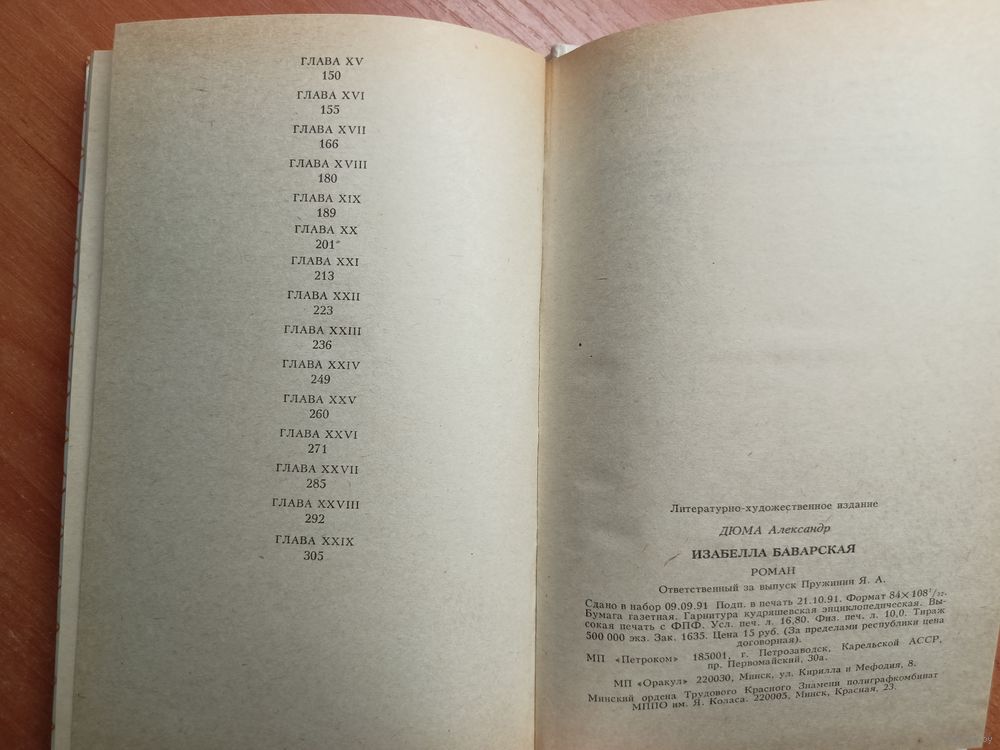 ГЛАВА XV
150
ГЛАВА XVI
155
ГЛАВА XVII
166
ГЛАВА XVIII
180
ГЛАВА XIX
189
ГЛАВА XX
201
ГЛАВА XXI
213
ГЛАВА XXII
223
ГЛАВА XXIII
236
ГЛАВА XXIV
249
ГЛАВА XXV
260
ГЛАВА XXVI
271
ГЛАВА XXVII
285
ГЛАВА XXVIII
292
ГЛАВА XXIX
305
Литературно-художественное издание
ДЮМА Александр
ИЗАБЕЛЛА БАВАРСКАЯ
РОМАН
Ответственный за выпуск Пружинин Я. А.
Сдано в набор 09.09.91 Подп. в печать 21.10.91. Формат 84×108¹/₃₂.
Бумага газетная. Гарнитура кудряшевская энциклопедическая. Вы-
сокая печать с ФПФ. Усл. печ. л. 16,80. Физ. печ. л. 10,0. Тираж
500 000 экз. Зак. 1635. Цена 15 руб. (За пределами республики цена
договорная).
МП «Петроком» 185001, г. Петрозаводск, Карельской АССР,
пр. Первомайский, 30а.
МП «Оракул» 220030, Минск, ул. Кирилла и Мефодия, 8.
Минский ордена Трудового Красного Знамени полиграфкомбинат
МППО им. Я. Коласа. 220005, Минск, Красная, 23.